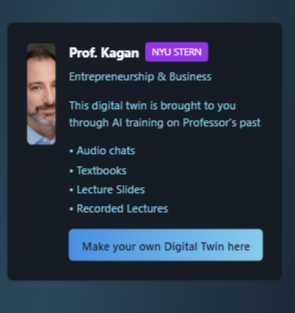 Prof. Kagan NYU STERN
Entrepreneurship & Business
This digital twin is brought to you
through AI training on Professor's past
• Audio chats
• Textbooks
• Lecture Slides
• Recorded Lectures
Make your own Digital Twin here